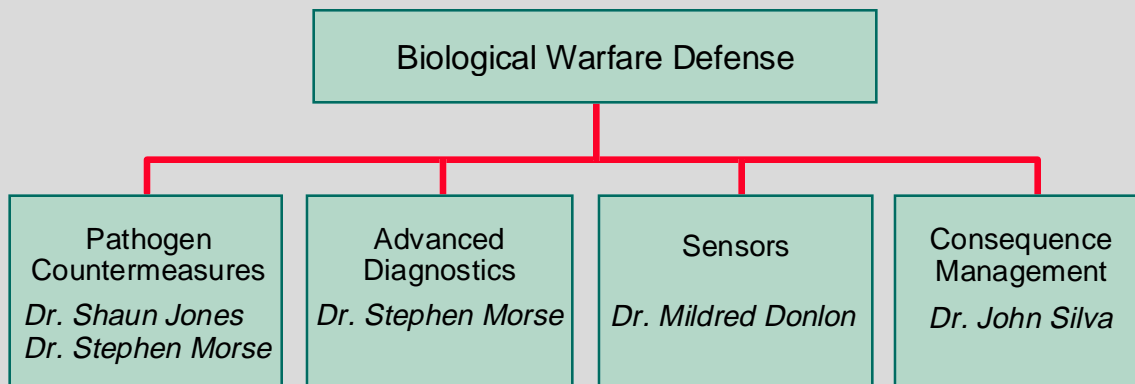 Biological Warfare Defense
Pathogen
Countermeasures
Dr. Shaun Jones
Dr. Stephen Morse
Advanced
Diagnostics
Dr. Stephen Morse
Sensors
Dr. Mildred Donlon
Consequence
Management
Dr. John Silva